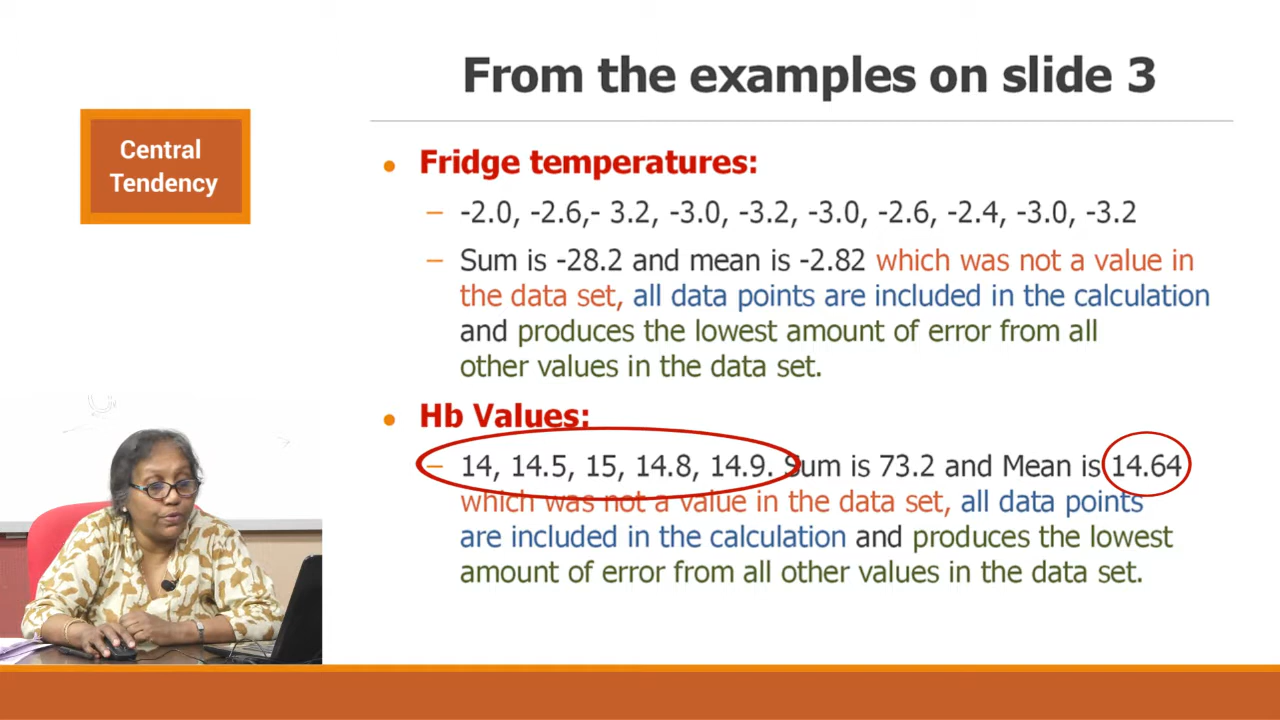 From the examples on slide 3
Central
Tendency
• Fridge temperatures:
– -2.0, -2.6,- 3.2, -3.0, -3.2, -3.0, -2.6, -2.4, -3.0, -3.2
– Sum is -28.2 and mean is -2.82 which was not a value in
the data set, all data points are included in the calculation
and produces the lowest amount of error from all
other values in the data set.
• Hb Values:
– 14, 14.5, 15, 14.8, 14.9. Sum is 73.2 and Mean is 14.64
which was not a value in the data set, all data points
are included in the calculation and produces the lowest
amount of error from all other values in the data set.